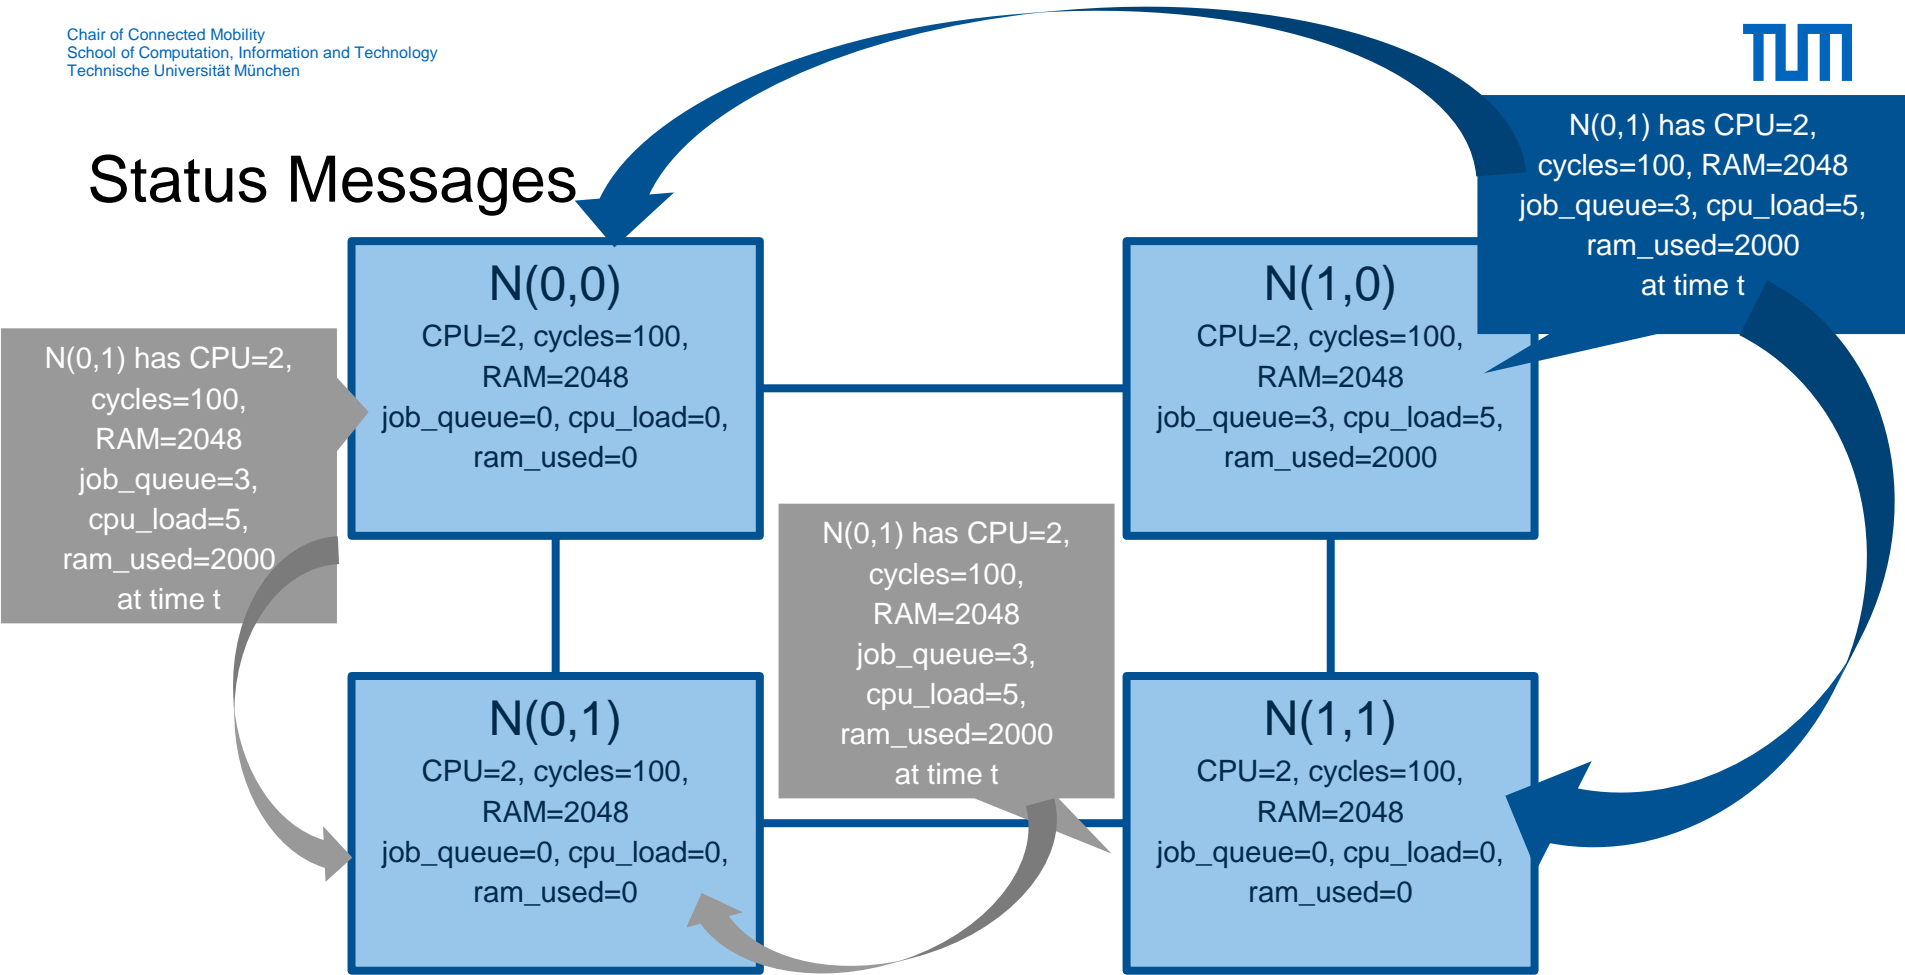 Chair of Connected Mobility
School of Computation, Information and Technology
Technische Universität München
TUM
Status Messages
N(0,1) has CPU=2,
cycles=100, RAM=2048
job_queue=3, cpu_load=5,
ram_used=2000
at time t
N(0,0)
CPU=2, cycles=100,
RAM=2048
job_queue=0, cpu_load=0,
ram_used=0
N(1,0)
CPU=2, cycles=100,
RAM=2048
job_queue=3, cpu_load=5,
ram_used=2000
N(0,1) has CPU=2,
cycles=100,
RAM=2048
job_queue=3,
cpu_load=5,
ram_used=2000
at time t
N(0,1) has CPU=2,
cycles=100,
RAM=2048
job_queue=3,
cpu_load=5,
ram_used=2000
at time t
N(0,1)
CPU=2, cycles=100,
RAM=2048
job_queue=0, cpu_load=0,
ram_used=0
N(1,1)
CPU=2, cycles=100,
RAM=2048
job_queue=0, cpu_load=0,
ram_used=0